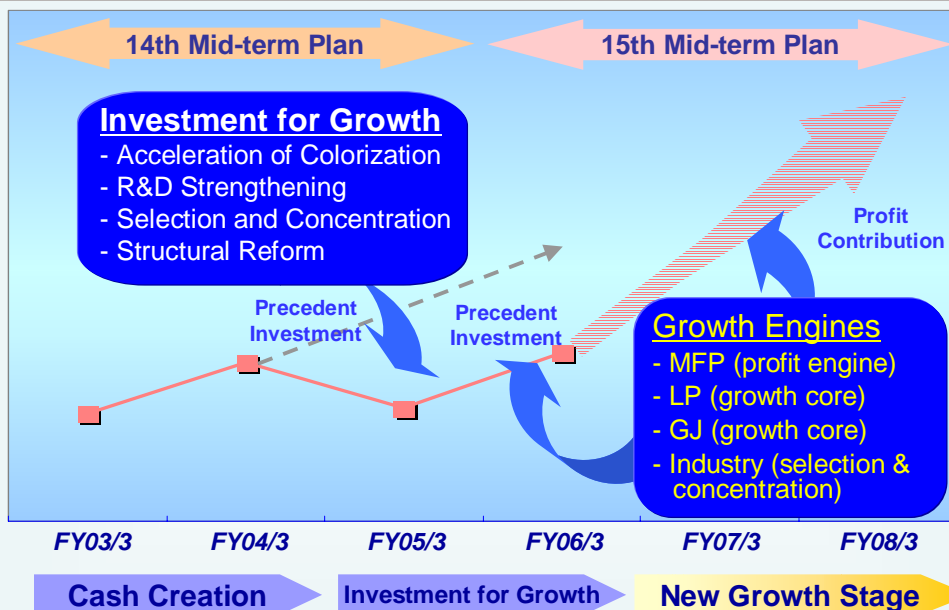 14th Mid-term Plan
15th Mid-term Plan
Investment for Growth
- Acceleration of Colorization
- R&D Strengthening
- Selection and Concentration
- Structural Reform
Precedent
Investment
Precedent
Investment
Profit
Contribution
Growth Engines
- MFP (profit engine)
- LP (growth core)
- GJ (growth core)
- Industry (selection &
concentration)
FY03/3
FY04/3
FY05/3
FY06/3
FY07/3
FY08/3
Cash Creation
Investment for Growth
New Growth Stage